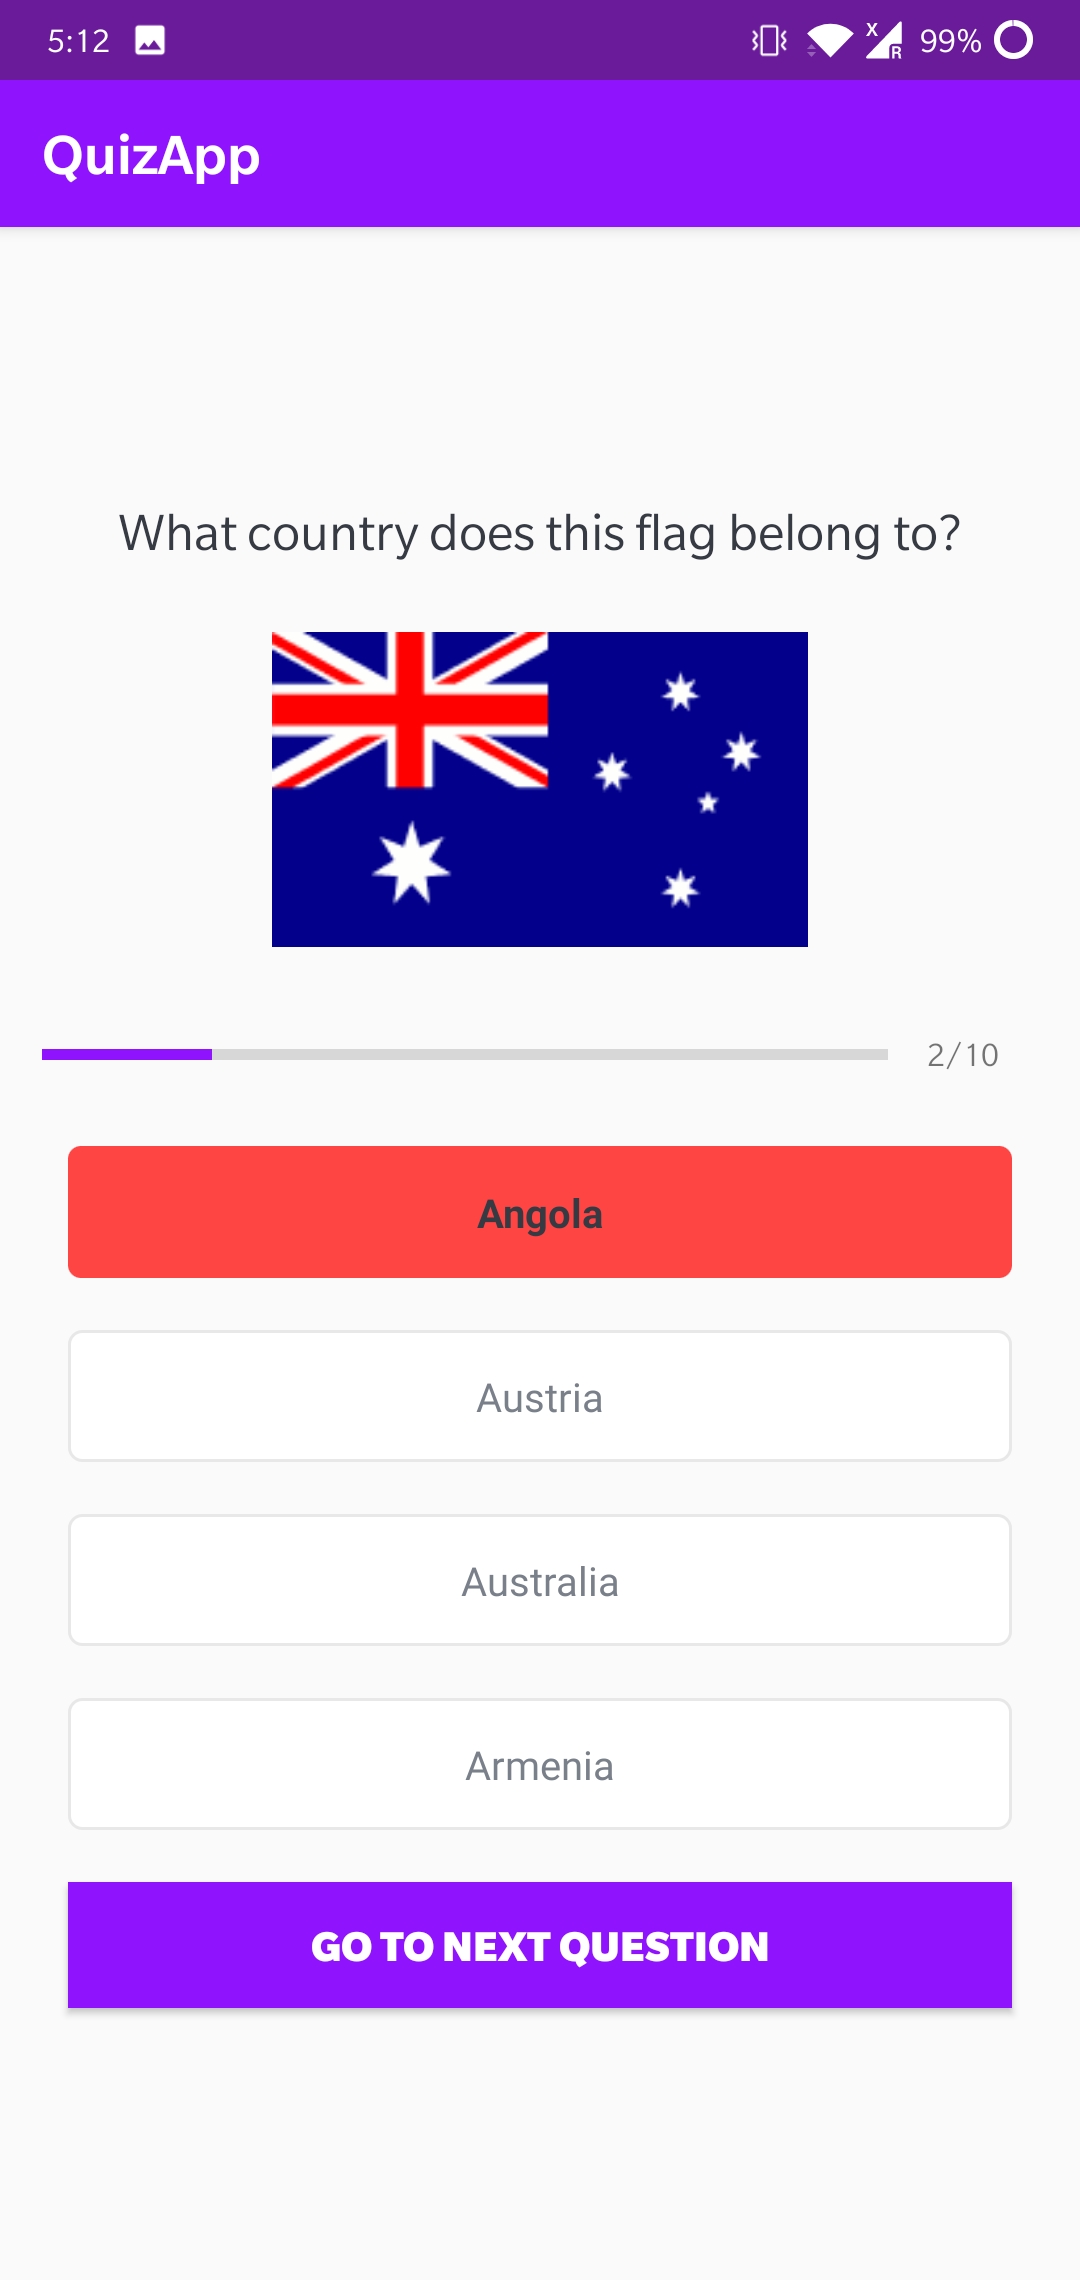 5:12 X R 99%
QuizApp
What country does this flag belong to?
2/10
Angola
Austria
Australia
Armenia
GO TO NEXT QUESTION